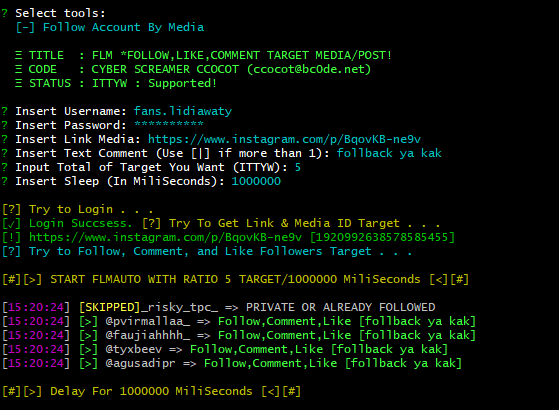 ? Select tools:
[-] Follow Account By Media
Ξ TITLE : FLM *FOLLOW,LIKE,COMMENT TARGET MEDIA/POST!
Ξ CODE : CYBER SCREAMER CCOCOT (ccocot@bc0de.net)
Ξ STATUS : ITTYW : Supported!
? Insert Username: fans.lidiawaty
? Insert Password: **********
? Insert Link Media: https://www.instagram.com/p/BqovKB-ne9v
? Insert Text Comment (Use [|] if more than 1): follback ya kak
? Input Total of Target You Want (ITTYW): 5
? Insert Sleep (In MiliSeconds): 1000000
[?] Try to Login . . .
[√] Login Succsess. [?] Try To Get Link & Media ID Target . . .
[!] https://www.instagram.com/p/BqovKB-ne9v [1920992638578585455]
[?] Try to Follow, Comment, and Like Followers Target . . .
[#][>] START FLMAUTO WITH RATIO 5 TARGET/1000000 MiliSeconds [<][#]
[15:20:24] [SKIPPED]_risky_tpc_ => PRIVATE OR ALREADY FOLLOWED
[15:20:24] [>] @pvirmallaa_ => Follow,Comment,Like [follback ya kak]
[15:20:24] [>] @faujiahhhh_ => Follow,Comment,Like [follback ya kak]
[15:20:24] [>] @tyxbeev => Follow,Comment,Like [follback ya kak]
[15:20:24] [>] @agusadipr => Follow,Comment,Like [follback ya kak]
[#][>] Delay For 1000000 MiliSeconds [<][#]